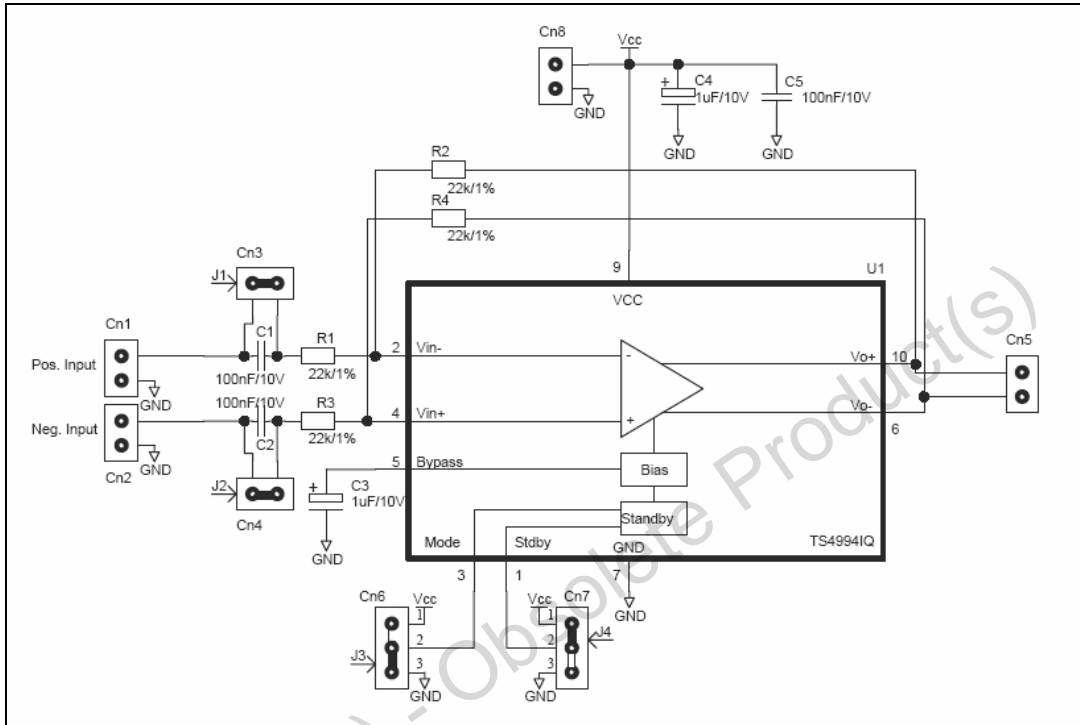 Cn8
Vcc
C4
1uF/10V
C5
100nF/10V
GND
GND
GND
R2
22k/1%
R4
22k/1%
Cn3
J1
9
U1
VCC
Cn1
Pos. Input
GND
C1
100nF/10V
R1
22k/1%
2
Vin-
-
Vo+
10
Cn5
Neg. Input
Cn2
GND
100nF/10V
C2
R3
22k/1%
4
Vin+
+
Vo-
6
J2
Cn4
5
Bypass
Bias
+
C3
1uF/10V
GND
Standby
GND
Mode
Stdby
TS4994IQ
3
1
7
GND
Cn6
Vcc
1
2
3
J3
GND
Vcc
Cn7
1
2
3
J4
GND
+
) - Obsolete Product(s)